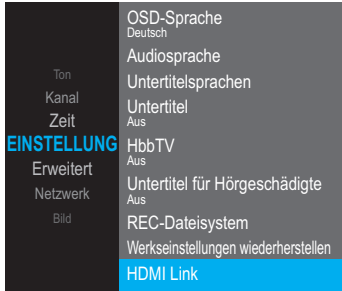 Ton
Kanal
Zeit
EINSTELLUNG
Erweitert
Netzwerk
Bild
OSD-Sprache
Deutsch
Audiosprache
Untertitelsprachen
Untertitel
Aus
HbbTV
Aus
Untertitel für Hörgeschädigte
Aus
REC-Dateisystem
Werkseinstellungen wiederherstellen
HDMI Link